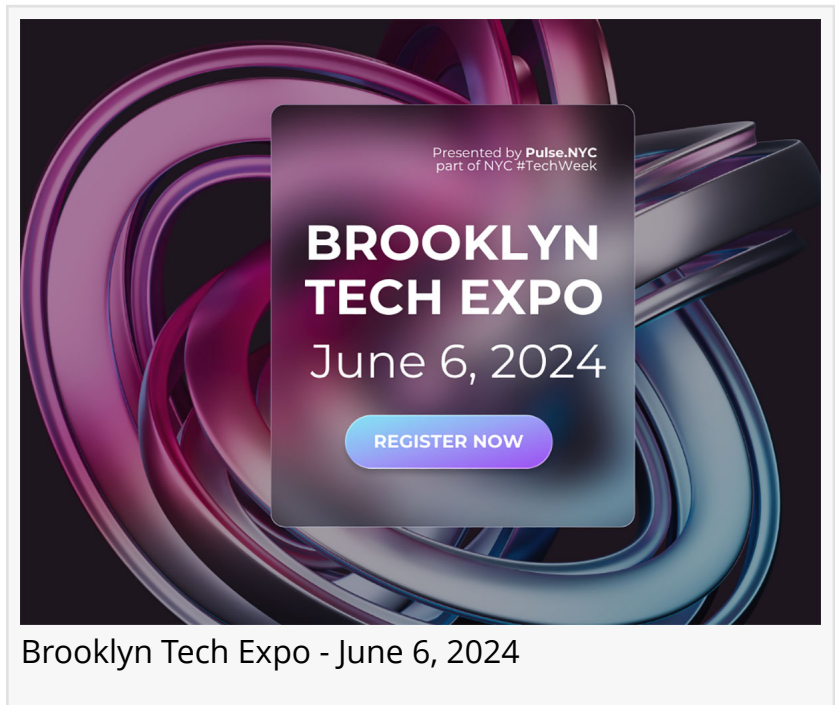 Presented by Pulse.NYC
part of NYC #TechWeek
BROOKLYN
TECH EXPO
June 6, 2024
REGISTER NOW
Brooklyn Tech Expo - June 6, 2024